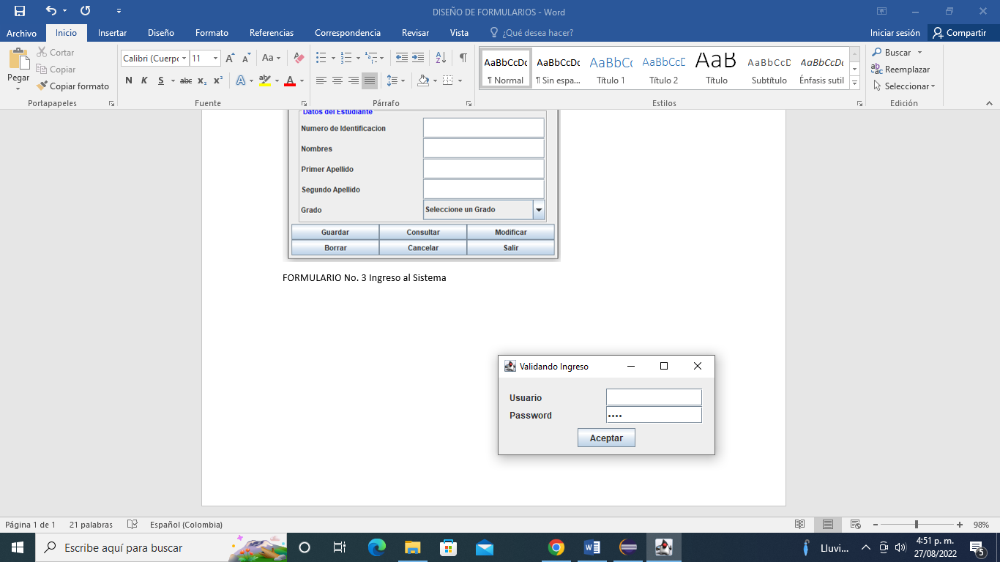 DISEÑO DE FORMULARIOS - Word
Archivo Inicio Insertar Diseño Formato Referencias Correspondencia Revisar Vista ¿Qué desea hacer? Iniciar sesión Compartir
Pegar
Cortar
Copiar
Copiar formato
Portapapeles
Calibri (Cuerpo 11
N K S abc x₂ x² A aby A
Fuente
Párrafo
AaBbCcDc AaBbCcDc AaBbCc AaBbCcD AaB AaBbCcD AaBbCcDc
¶ Normal ¶ Sin espa... Título 1 Título 2 Título Subtítulo Énfasis sutil
Estilos
Buscar
Reemplazar
Seleccionar
Edición
Datos del Estudiante
Numero de Identificacion
Nombres
Primer Apellido
Segundo Apellido
Grado Seleccione un Grado
Guardar Consultar Modificar
Borrar Cancelar Salir
FORMULARIO No. 3 Ingreso al Sistema
Validando Ingreso
Usuario
Password ••••
Aceptar
Página 1 de 1 21 palabras Español (Colombia) 98%
Escribe aquí para buscar
Lluvi...
4:51 p. m.
27/08/2022
5